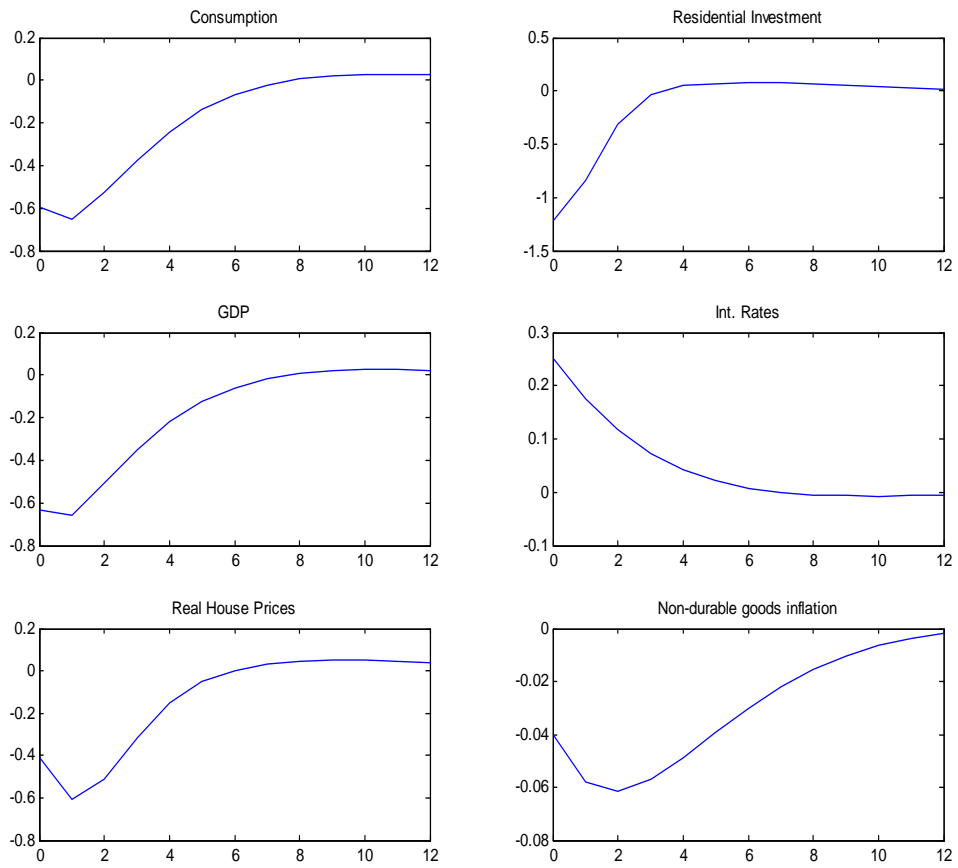 Consumption
0.2
0
-0.2
-0.4
-0.6
-0.8
0 2 4 6 8 10 12
Residential Investment
0.5
0
-0.5
-1
-1.5
0 2 4 6 8 10 12
GDP
0.2
0
-0.2
-0.4
-0.6
-0.8
0 2 4 6 8 10 12
Int. Rates
0.3
0.2
0.1
0
-0.1
0 2 4 6 8 10 12
Real House Prices
0.2
0
-0.2
-0.4
-0.6
-0.8
0 2 4 6 8 10 12
Non-durable goods inflation
0
-0.02
-0.04
-0.06
-0.08
0 2 4 6 8 10 12